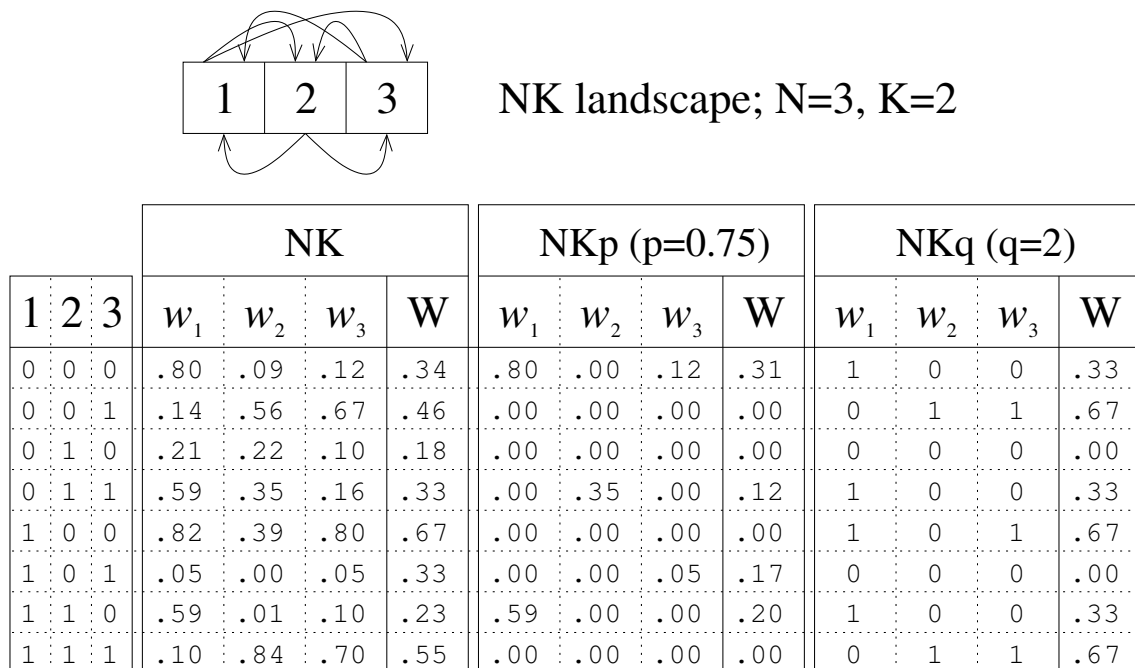 1 2 3 NK landscape; N=3, K=2
NK NKp (p=0.75) NKq (q=2)
1 2 3 w1 w2 w3 W w1 w2 w3 W w1 w2 w3 W
0 0 0 .80 .09 .12 .34 .80 .00 .12 .31 1 0 0 .33
0 0 1 .14 .56 .67 .46 .00 .00 .00 .00 0 1 1 .67
0 1 0 .21 .22 .10 .18 .00 .00 .00 .00 0 0 0 .00
0 1 1 .59 .35 .16 .33 .00 .35 .00 .12 1 0 0 .33
1 0 0 .82 .39 .80 .67 .00 .00 .00 .00 1 0 1 .67
1 0 1 .05 .00 .05 .33 .00 .00 .05 .17 0 0 0 .00
1 1 0 .59 .01 .10 .23 .59 .00 .00 .20 1 0 0 .33
1 1 1 .10 .84 .70 .55 .00 .00 .00 .00 0 1 1 .67